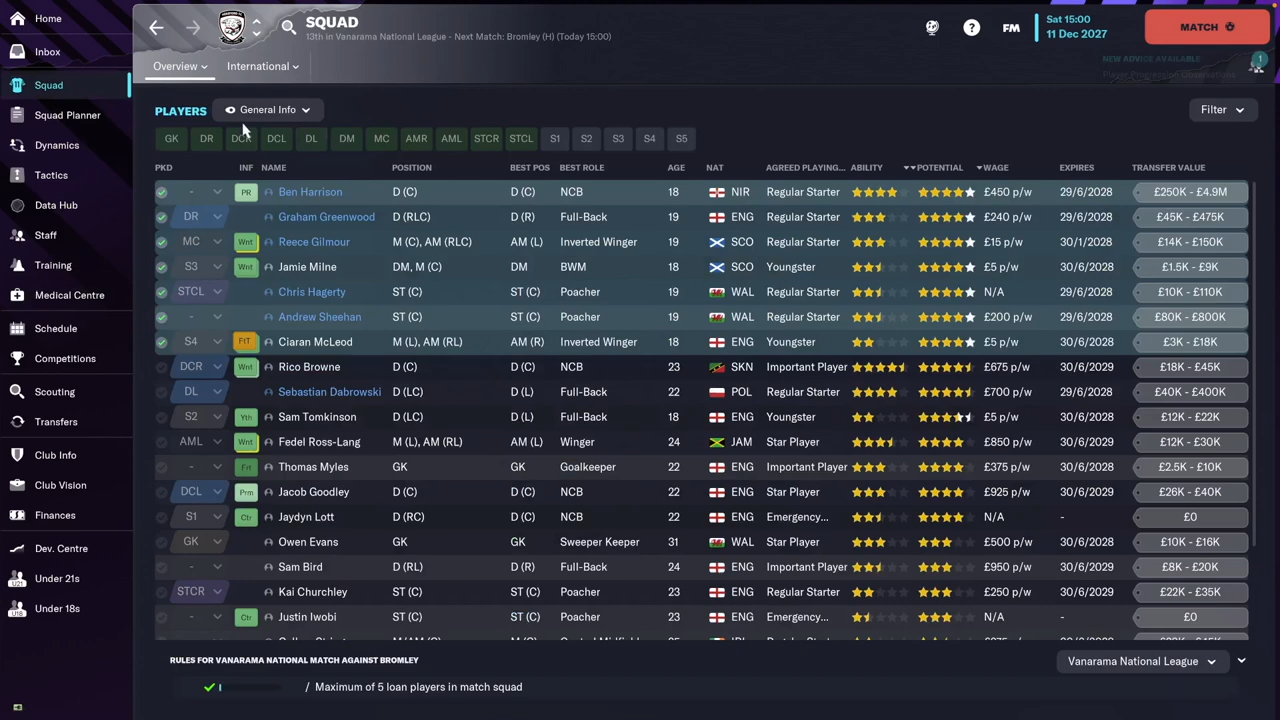 Home
Inbox
Squad
Squad Planner
Dynamics
Tactics
Data Hub
Staff
Training
Medical Centre
Schedule
Competitions
Scouting
Transfers
Club Info
Club Vision
Finances
Dev. Centre
U21 Under 21s
U18 Under 18s
SQUAD
13th in Vanarama National League - Next Match: Bromley (H) (Today 15:00)
? FM
Sat 15:00
11 Dec 2027
MATCH
Overview International
NEW ADVICE AVAILABLE 1
Player Progression Observations
PLAYERS General Info Filter
GK DR DCR DCL DL DM MC AMR AML STCR STCL S1 S2 S3 S4 S5
PKD INF NAME POSITION BEST POS BEST ROLE AGE NAT AGREED PLAYING... ABILITY POTENTIAL WAGE EXPIRES TRANSFER VALUE
- PR Ben Harrison D (C) D (C) NCB 18 NIR Regular Starter £450 p/w 29/6/2028 £250K - £4.9M
DR Graham Greenwood D (RLC) D (R) Full-Back 19 ENG Regular Starter £240 p/w 29/6/2028 £45K - £475K
MC Wnt Reece Gilmour M (C), AM (RLC) AM (L) Inverted Winger 19 SCO Regular Starter £15 p/w 30/1/2028 £14K - £150K
S3 Wnt Jamie Milne DM, M (C) DM BWM 18 SCO Youngster £5 p/w 30/6/2028 £1.5K - £9K
STCL Chris Hagerty ST (C) ST (C) Poacher 19 WAL Regular Starter N/A 29/6/2028 £10K - £110K
- Andrew Sheehan ST (C) ST (C) Poacher 19 WAL Regular Starter £200 p/w 29/6/2028 £80K - £800K
S4 FtT Ciaran McLeod M (L), AM (RL) AM (R) Inverted Winger 18 ENG Youngster £5 p/w 30/6/2028 £3K - £18K
DCR Wnt Rico Browne D (C) D (C) NCB 23 SKN Important Player £675 p/w 30/6/2028 £18K - £45K
DL Sebastian Dabrowski D (LC) D (L) Full-Back 22 POL Regular Starter £700 p/w 29/6/2028 £40K - £400K
S2 Yth Sam Tomkinson D (LC) D (L) Full-Back 18 ENG Youngster £5 p/w 30/6/2028 £12K - £22K
AML Wnt Fedel Ross-Lang M (L), AM (RL) AM (L) Winger 24 JAM Star Player £850 p/w 30/6/2029 £12K - £30K
- Frt Thomas Myles GK GK Goalkeeper 22 ENG Important Player £375 p/w 30/6/2029 £2.5K - £10K
DCL Prm Jacob Goodley D (C) D (C) NCB 22 ENG Star Player £925 p/w 30/6/2029 £26K - £40K
S1 Ctr Jaydyn Lott D (RC) D (C) NCB 22 ENG Emergency... N/A - £0
GK Owen Evans GK GK Sweeper Keeper 31 WAL Star Player £500 p/w 30/6/2029 £10K - £16K
- Sam Bird D (RL) D (R) Full-Back 24 ENG Important Player £950 p/w 30/6/2029 £8K - £20K
STCR Kai Churchley ST (C) ST (C) Poacher 23 ENG Regular Starter £250 p/w 30/6/2029 £22K - £35K
- Ctr Justin Iwobi ST (C) ST (C) Poacher 23 ENG Emergency... N/A - £0
RULES FOR VANARAMA NATIONAL MATCH AGAINST BROMLEY Vanarama National League
/ Maximum of 5 loan players in match squad